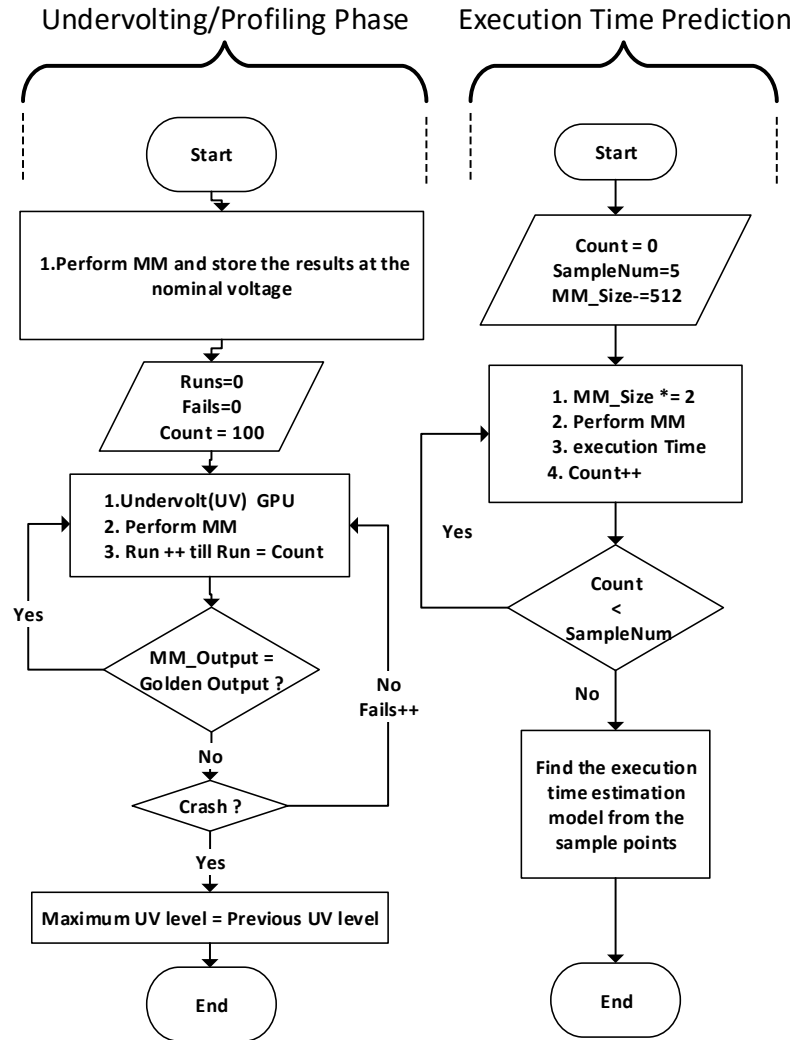 Undervolting/Profiling Phase
Start
1.Perform MM and store the results at the
nominal voltage
Runs=0
Fails=0
Count = 100
1.Undervolt(UV) GPU
2. Perform MM
3. Run ++ till Run = Count
Yes
MM_Output =
Golden Output ?
No
Fails++
No
Crash ?
Yes
Maximum UV level = Previous UV level
End
Execution Time Prediction
Start
Count = 0
SampleNum=5
MM_Size-=512
1. MM_Size *= 2
2. Perform MM
3. execution Time
4. Count++
Yes
Count
<
SampleNum
No
Find the execution
time estimation
model from the
sample points
End